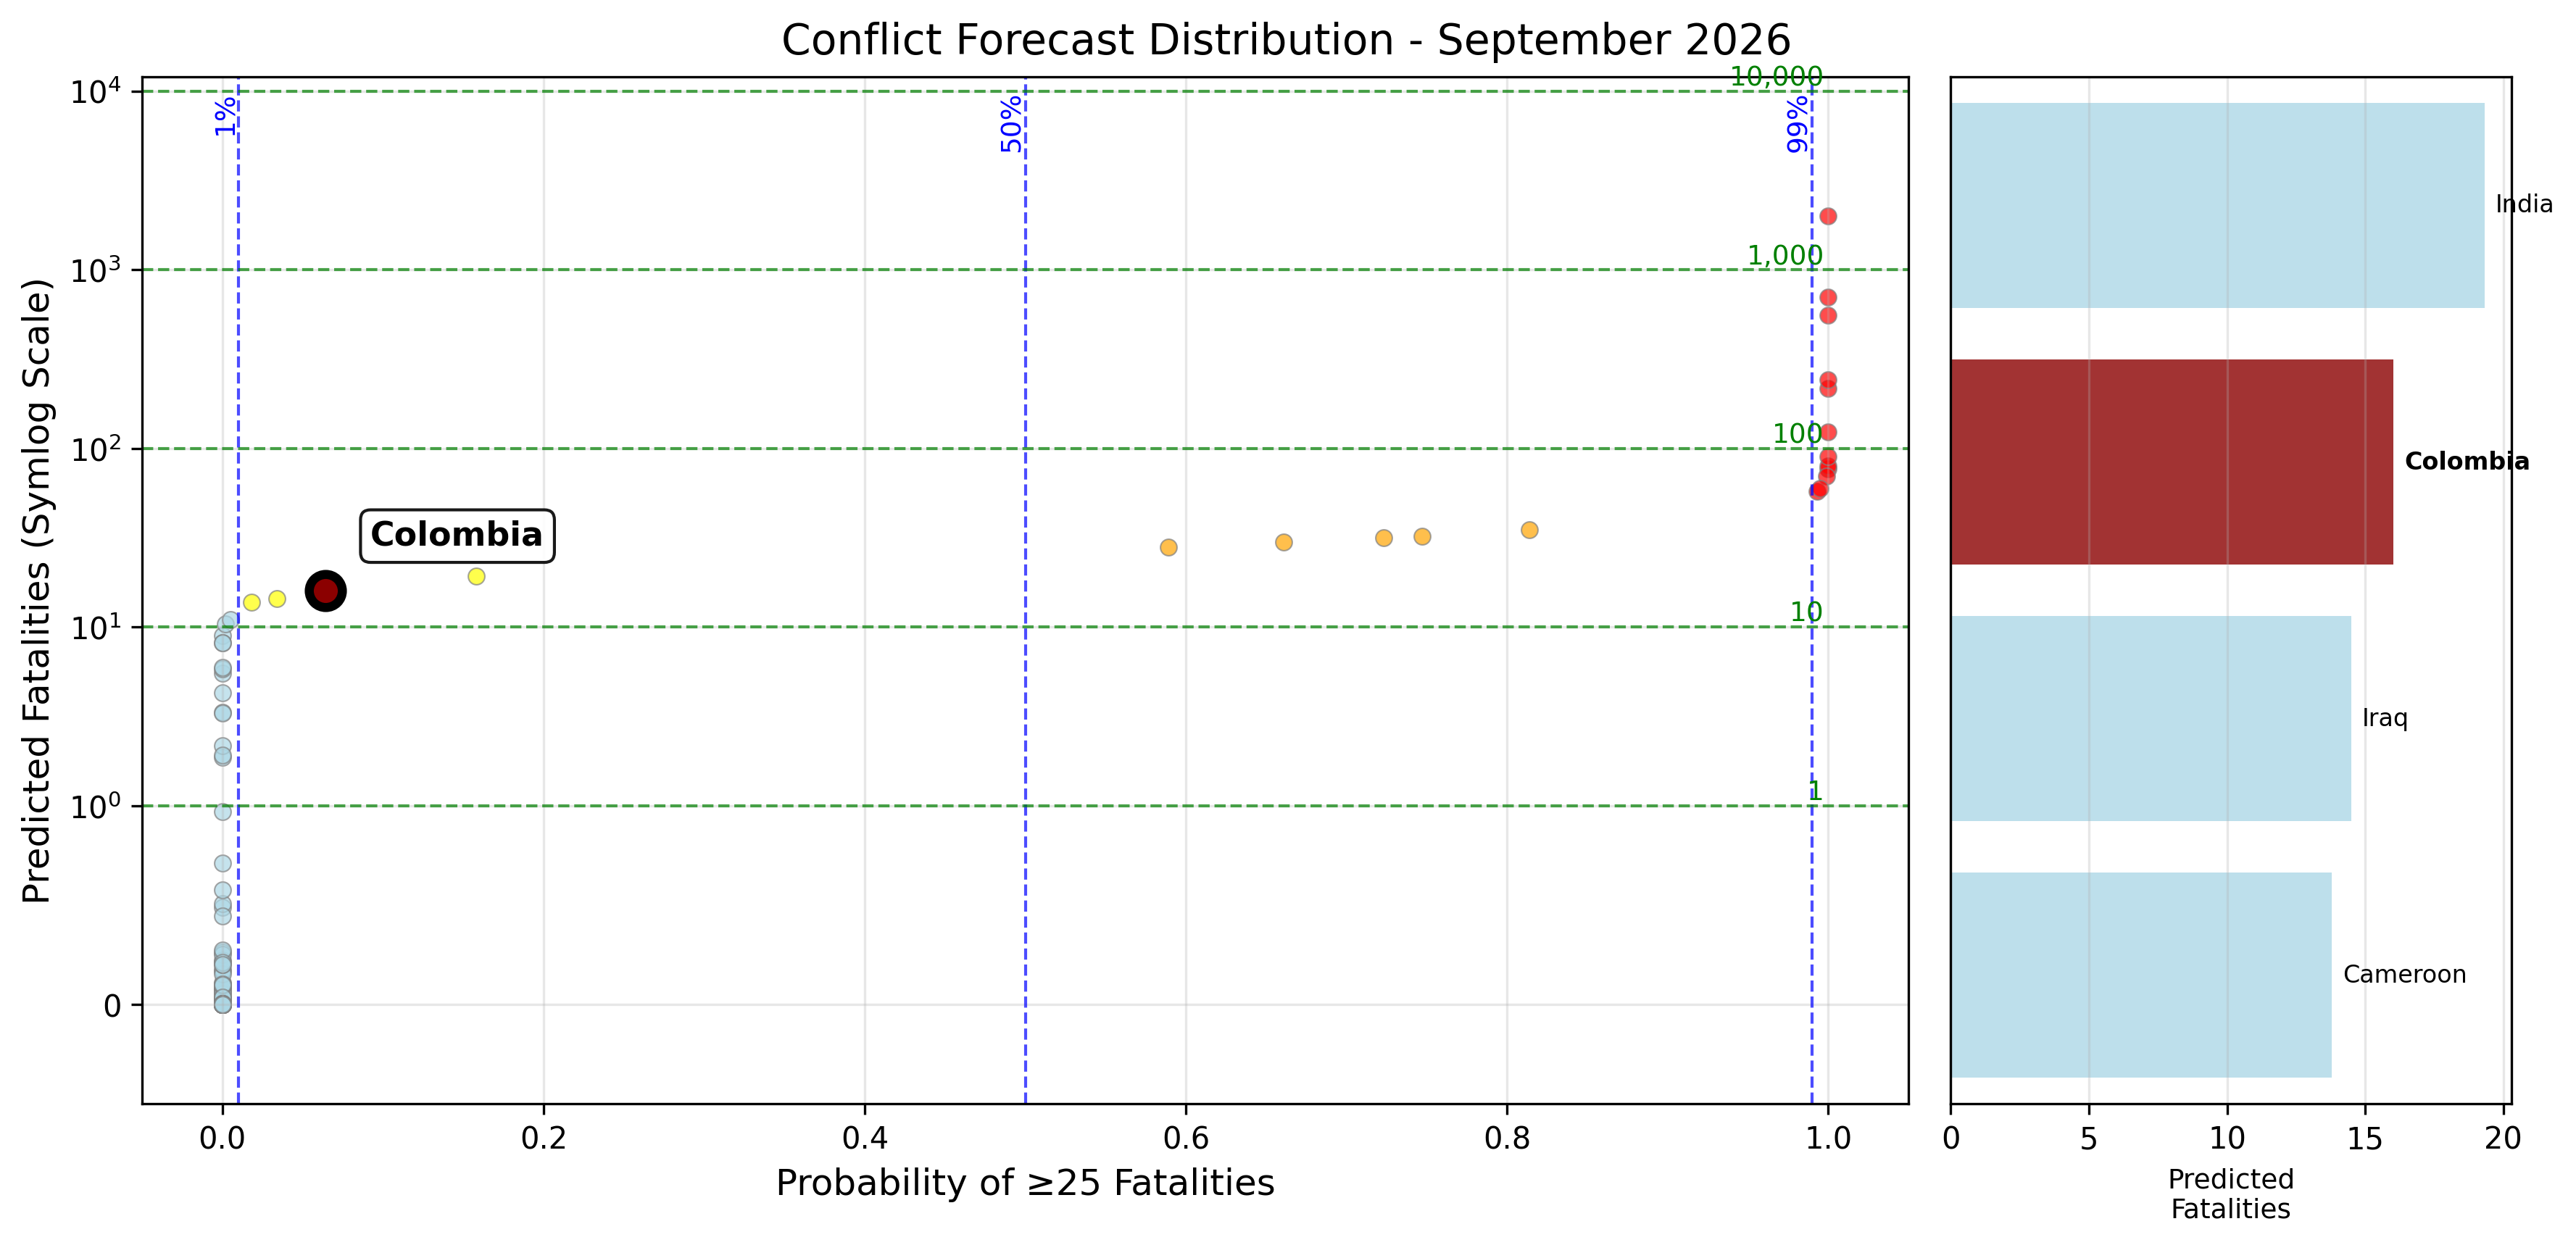 Conflict Forecast Distribution - September 2026
Predicted Fatalities (Symlog Scale)
10⁴
10³
10²
10¹
10⁰
0
1%
50%
99%
10,000
1,000
100
10
1
Colombia
0.0 0.2 0.4 0.6 0.8 1.0
Probability of ≥25 Fatalities
India
Colombia
Iraq
Cameroon
0 5 10 15 20
Predicted
Fatalities